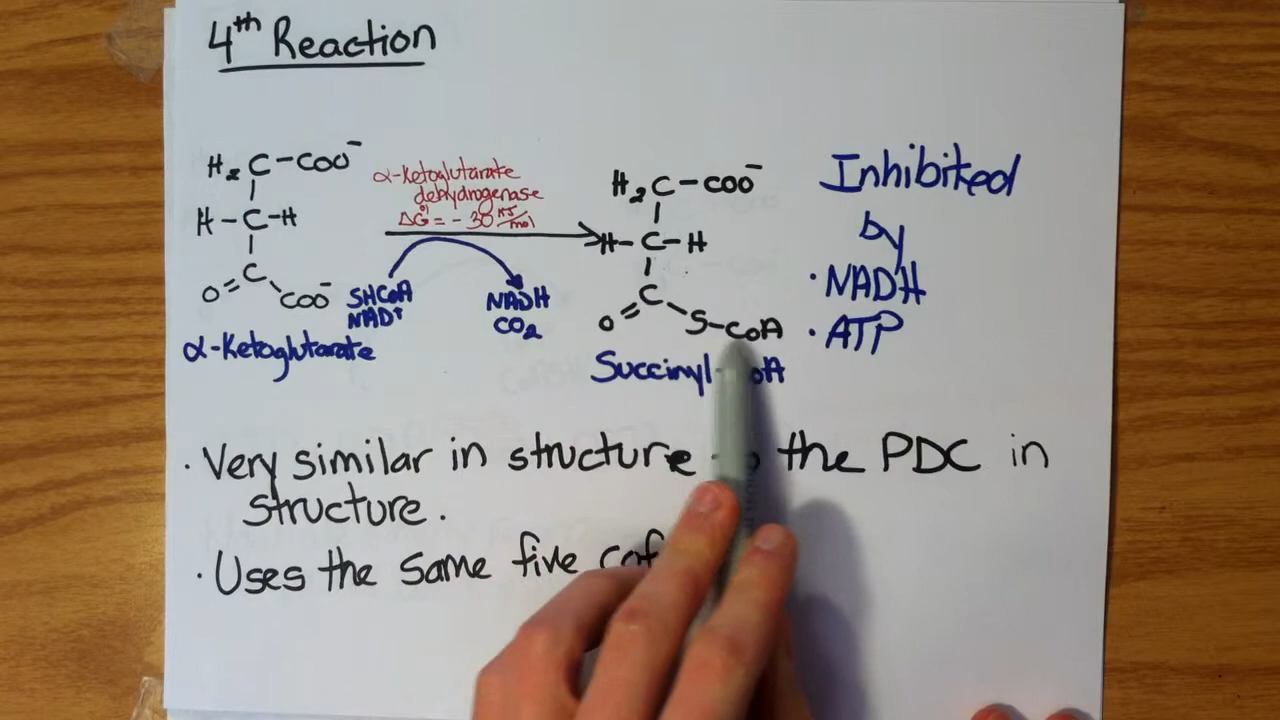 4th Reaction
H2C-COO-
H-C-H
O=C
COO-
α-Ketoglutarate
α-Ketoglutarate
dehydrogenase
ΔG°'= -30 KJ/mol
SHCoA
NAD+
NADH
CO2
H2C-COO-
H-C-H
O=C
S-CoA
Succinyl-
Inhibited
by
· NADH
· ATP
· Very similar in structure the PDC in
structure.
· Uses the same five